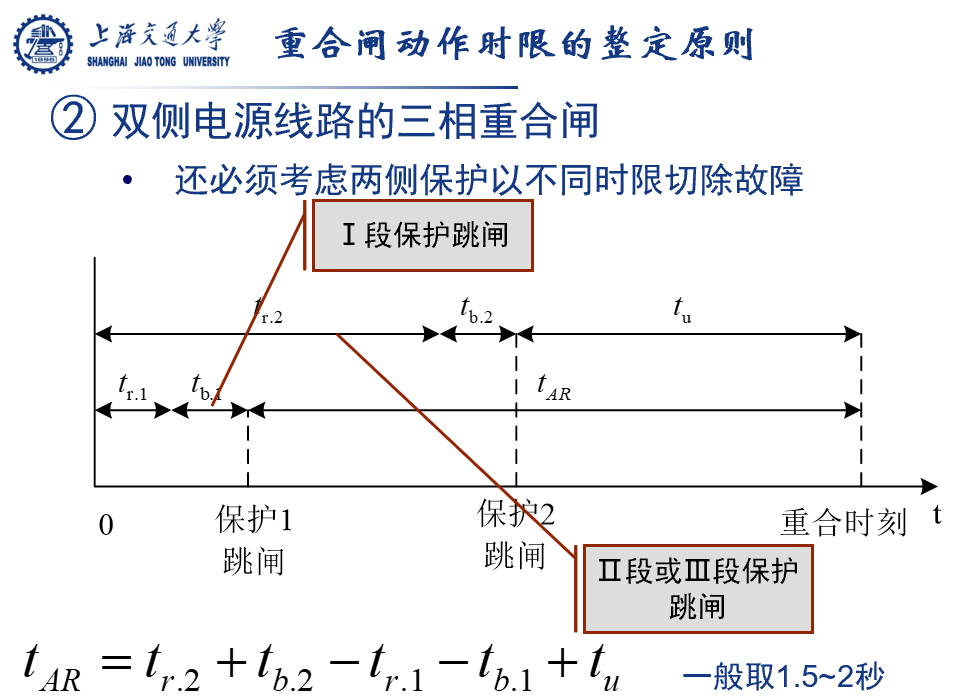 上海交通大学
SHANGHAI JIAO TONG UNIVERSITY
1896
重合闸动作时限的整定原则
② 双侧电源线路的三相重合闸
• 还必须考虑两侧保护以不同时限切除故障
Ⅰ段保护跳闸
t_{r.2} t_{b.2} t_u
t_{r.1} t_{b.1} t_{AR}
0 保护1 跳闸 保护2 跳闸 重合时刻 t
Ⅱ段或Ⅲ段保护
跳闸
t_{AR} = t_{r.2} + t_{b.2} − t_{r.1} − t_{b.1} + t_u
一般取1.5~2秒